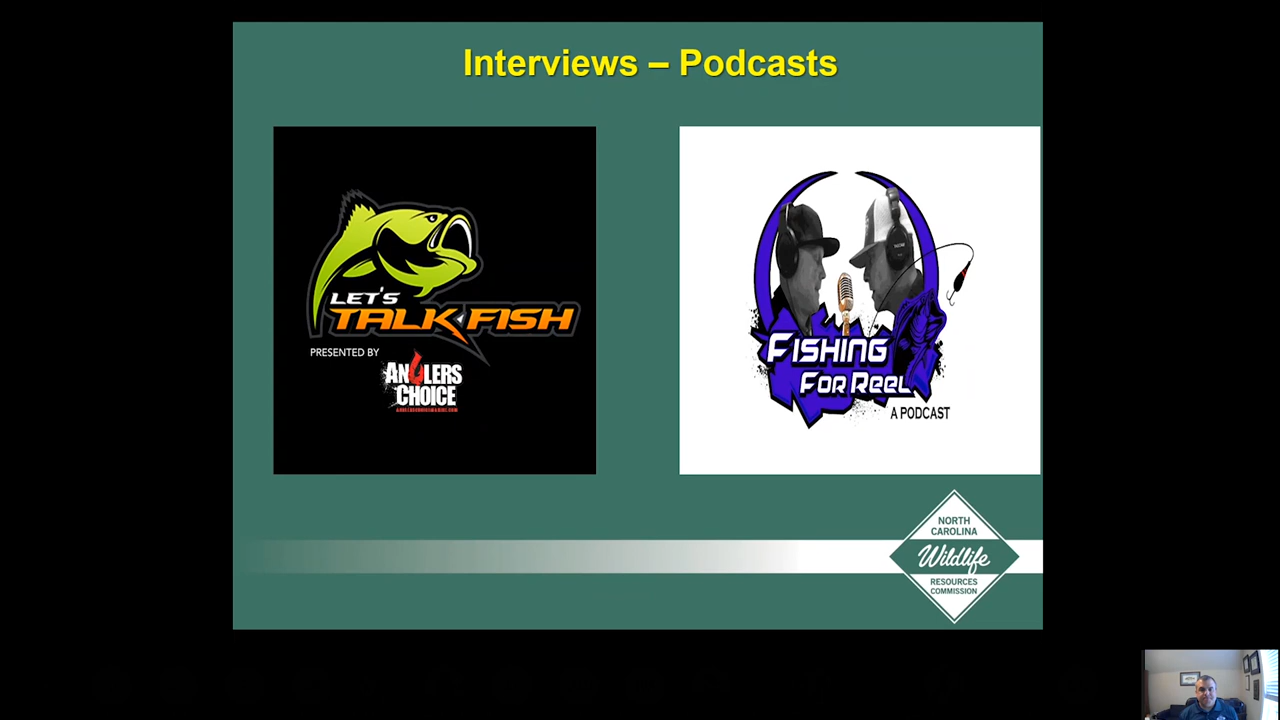 Interviews – Podcasts
LET'S
TALK FISH
PRESENTED BY
ANGLERS
CHOICE
FISHING
FOR REEL
A PODCAST
NORTH
CAROLINA
Wildlife
RESOURCES
COMMISSION